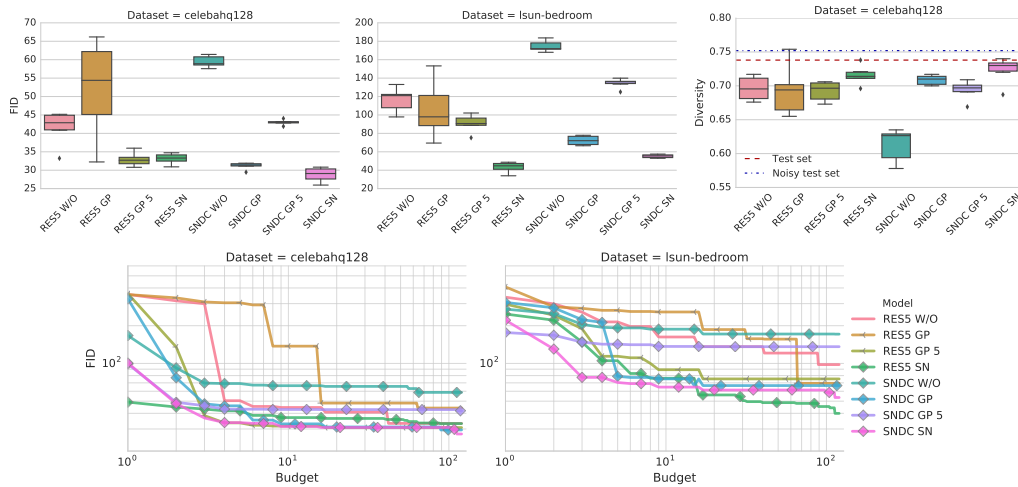 Dataset = celebahq128
70
65
60
55
50
45
40
35
30
25
FID
RES5 W/O
RES5 GP
RES5 GP 5
RES5 SN
SNDC W/O
SNDC GP
SNDC GP 5
SNDC SN
Dataset = lsun-bedroom
200
180
160
140
120
100
80
60
40
20
RES5 W/O
RES5 GP
RES5 GP 5
RES5 SN
SNDC W/O
SNDC GP
SNDC GP 5
SNDC SN
Dataset = celebahq128
0.80
0.75
0.70
0.65
0.60
0.55
Diversity
Test set
Noisy test set
RES5 W/O
RES5 GP
RES5 GP 5
RES5 SN
SNDC W/O
SNDC GP
SNDC GP 5
SNDC SN
Dataset = celebahq128
FID
10²
10⁰
10¹
10²
Budget
Dataset = lsun-bedroom
10²
10⁰
10¹
10²
Budget
Model
RES5 W/O
RES5 GP
RES5 GP 5
RES5 SN
SNDC W/O
SNDC GP
SNDC GP 5
SNDC SN